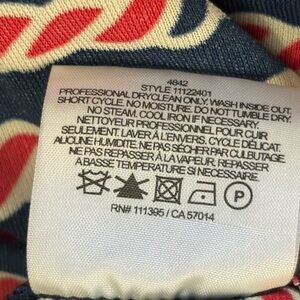 4642
STYLE 11122401
PROFESSIONAL DRYCLEAN ONLY. WASH INSIDE OUT.
SHORT CYCLE. NO MOISTURE. DO NOT TUMBLE DRY.
NO STEAM. COOL IRON IF NECESSARY.
NETTOYER PROFESSIONNEL POUR CUIR
SEULEMENT. LAVER À L'ENVERS. CYCLE DÉLICAT.
AUCUNE HUMIDITÉ. NE PAS SÉCHER PAR CULBUTAGE.
NE PAS REPASSER À LA VAPEUR. REPASSER
À BASSE TEMPÉRATURE SI NÉCESSAIRE.
P
RN# 111395 / CA 57014